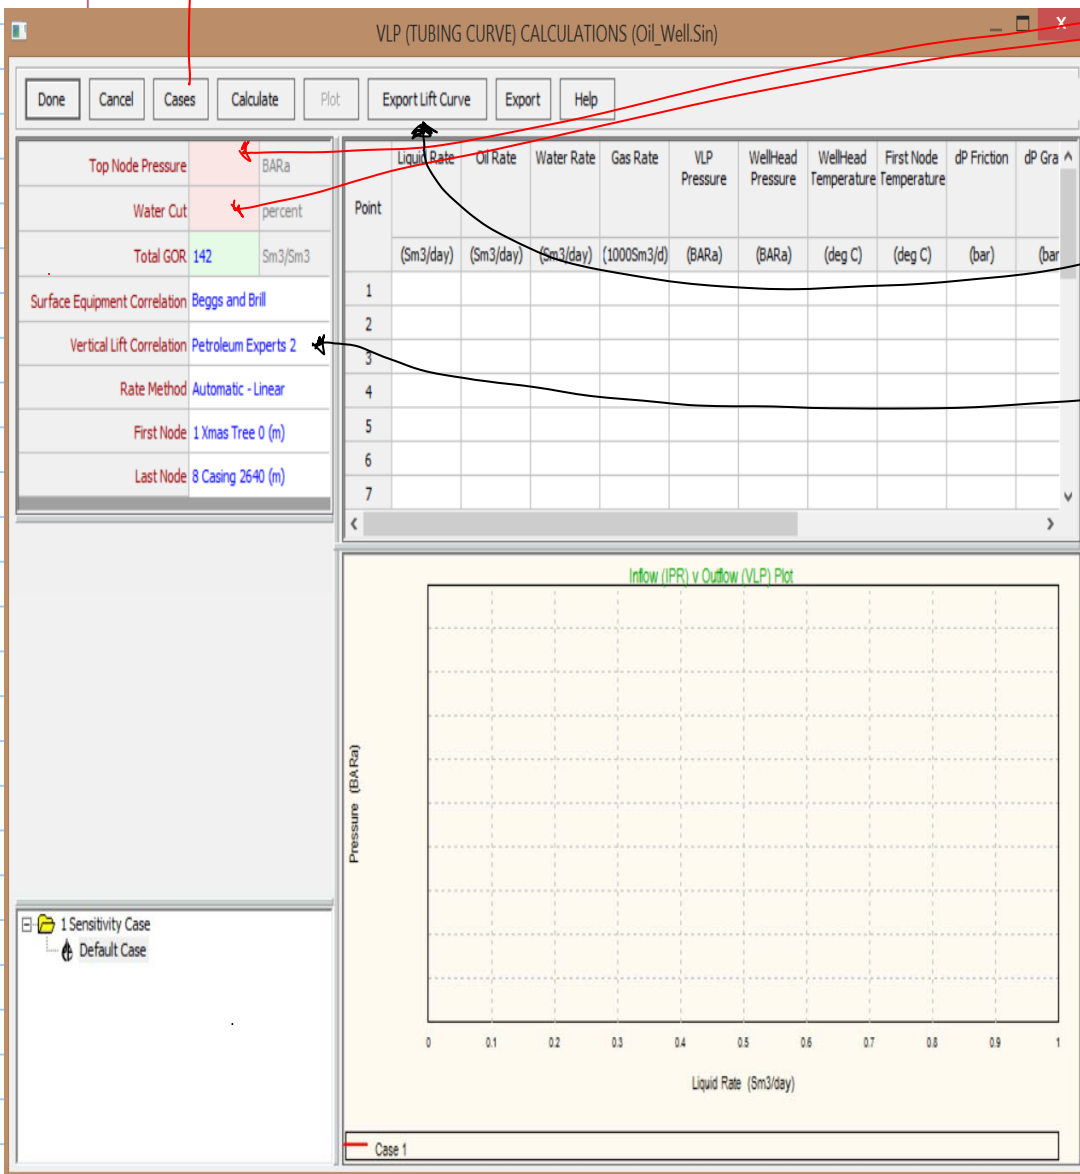 VLP (TUBING CURVE) CALCULATIONS (Oil_Well.Sin)
X
Done Cancel Cases Calculate Plot Export Lift Curve Export Help
Top Node Pressure BARa
Water Cut percent
Total GOR 142 Sm3/Sm3
Surface Equipment Correlation Beggs and Brill
Vertical Lift Correlation Petroleum Experts 2
Rate Method Automatic - Linear
First Node 1 Xmas Tree 0 (m)
Last Node 8 Casing 2640 (m)
Point Liquid Rate Oil Rate Water Rate Gas Rate VLP Pressure WellHead Pressure WellHead Temperature First Node Temperature dP Friction dP Gra
(Sm3/day) (Sm3/day) (Sm3/day) (1000Sm3/d) (BARa) (BARa) (deg C) (deg C) (bar) (bar
1
2
3
4
5
6
7
Inflow (IPR) v Outflow (VLP) Plot
Pressure (BARa)
0 0.1 0.2 0.3 0.4 0.5 0.6 0.7 0.8 0.9 1
Liquid Rate (Sm3/day)
Case 1
1 Sensitivity Case
Default Case